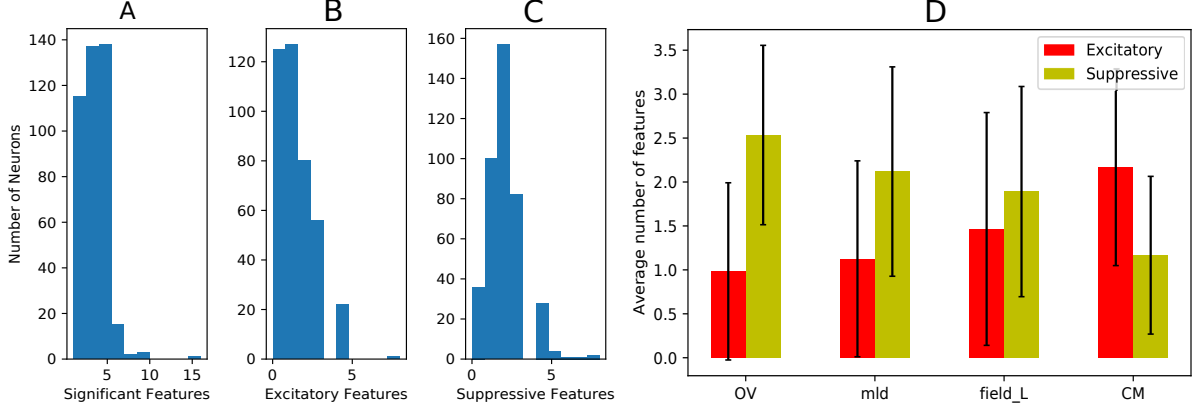 A
B
C
D
140
120
100
80
60
40
20
0
5
10
15
Significant Features
Number of Neurons
120
100
80
60
40
20
0
0
5
Excitatory Features
160
140
120
100
80
60
40
20
0
0
5
Suppressive Features
3.5
3.0
2.5
2.0
1.5
1.0
0.5
0.0
Average number of features
Excitatory
Suppressive
OV
mld
field_L
CM